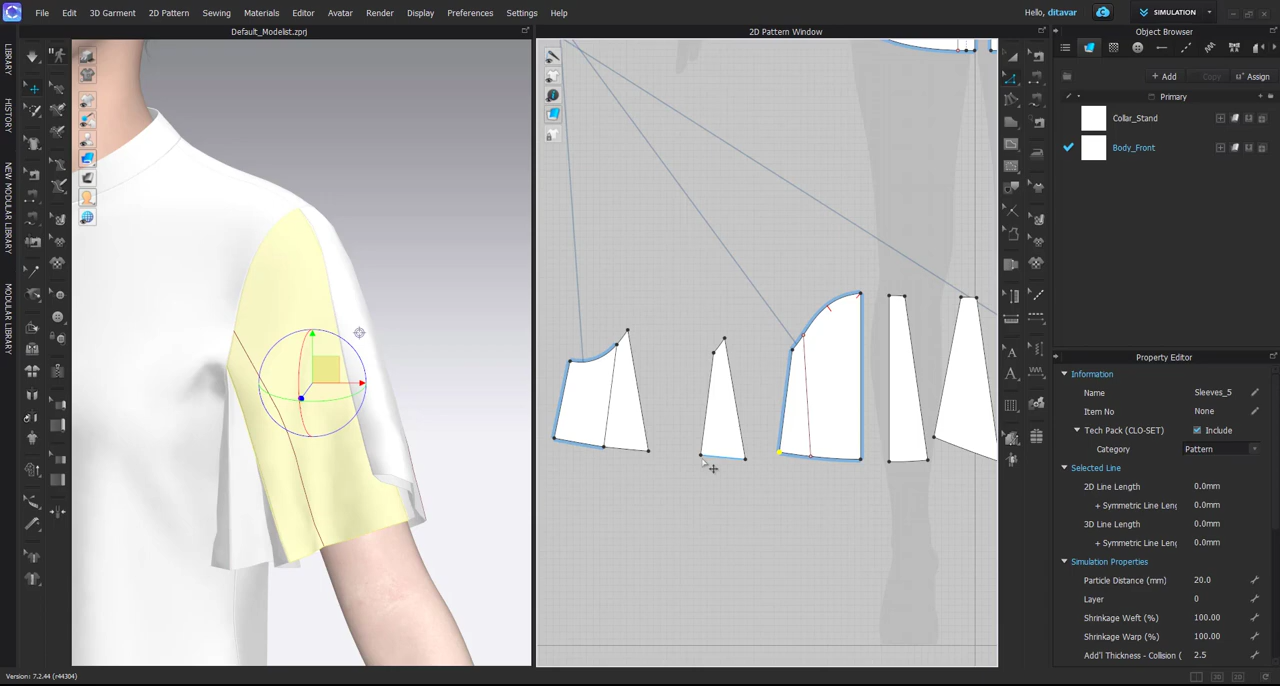 File Edit 3D Garment 2D Pattern Sewing Materials Editor Avatar Render Display Preferences Settings Help
Hello, ditavar
SIMULATION
Default_Modelist.zprj
2D Pattern Window
Object Browser
LIBRARY
HISTORY
NEW MODULAR LIBRARY
MODULAR LIBRARY
+ Add
Copy
Assign
Primary
Collar_Stand
Body_Front
Property Editor
Information
Name Sleeves_5
Item No None
Tech Pack (CLO-SET) Include
Category Pattern
Selected Line
2D Line Length 0.0mm
+ Symmetric Line Leng 0.0mm
3D Line Length 0.0mm
+ Symmetric Line Leng 0.0mm
Simulation Properties
Particle Distance (mm) 20.0
Layer 0
Shrinkage Weft (%) 100.00
Shrinkage Warp (%) 100.00
Add'l Thickness - Collision ( 2.5
Version: 7.2.44 (r44304)
3D
2D